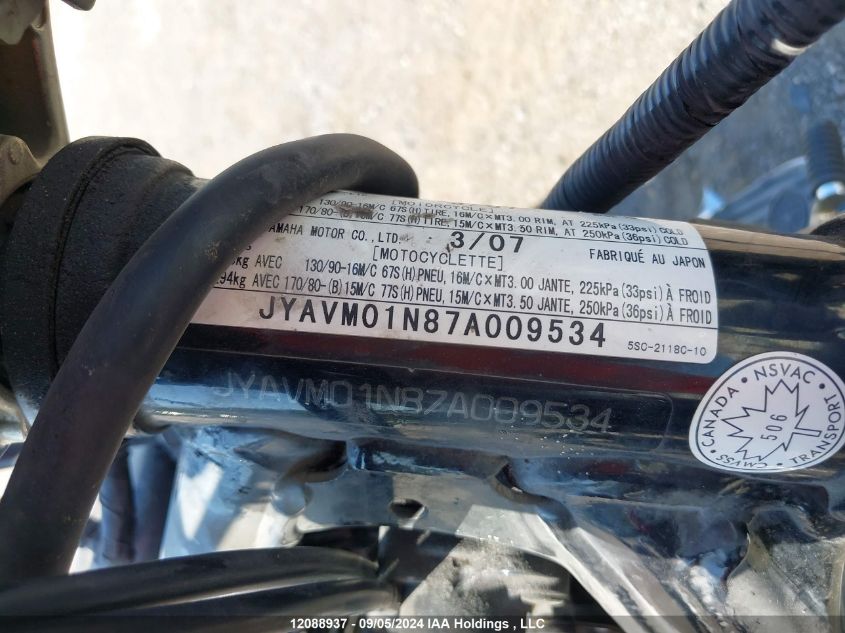 [MOTORCYCLE]
130/90-16M/C 67S(H)TIRE, 16M/C×MT3.00 RIM, AT 225kPa(33psi)COLD
170/80-(B)15M/C 77S(H)TIRE, 15M/C×MT3.50 RIM, AT 250kPa(36psi)COLD
AMAHA MOTOR CO.,LTD. : 3/07
[MOTOCYCLETTE] FABRIQUÉ AU JAPON
kg AVEC 130/90-16M/C 67S(H)PNEU, 16M/C×MT3.00 JANTE, 225kPa(33psi)À FROID
294kg AVEC 170/80-(B)15M/C 77S(H)PNEU, 15M/C×MT3.50 JANTE, 250kPa(36psi)À FROID
JYAVM01N87A009534
5SC-2118C-10
JYAVM01N87A009534
CANADA · NSVAC ·
506
CMVSS · TRANSPORT
12088937 - 09/05/2024 IAA Holdings , LLC